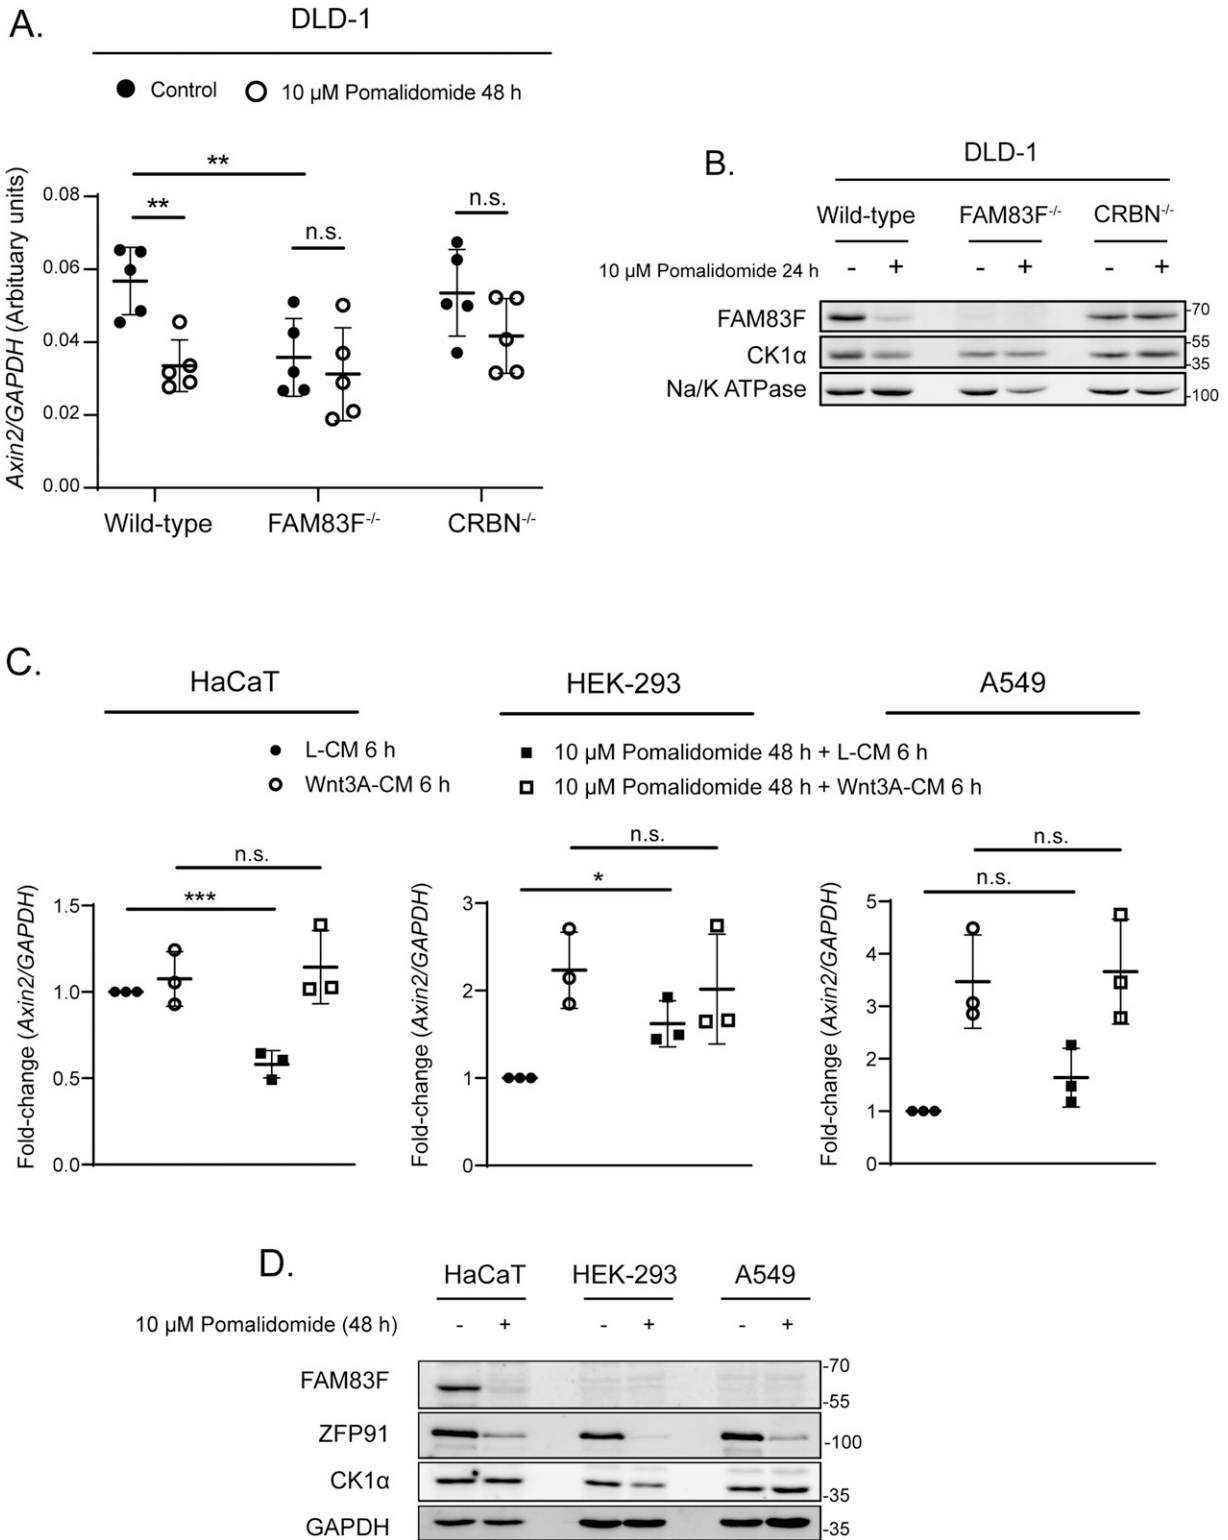 A.
DLD-1
Control
10 µM Pomalidomide 48 h
Axin2/GAPDH (Arbituary units)
**
**
n.s.
n.s.
0.08
0.06
0.04
0.02
0.00
Wild-type
FAM83F-/-
CRBN-/-
B.
DLD-1
Wild-type
FAM83F-/-
CRBN-/-
10 µM Pomalidomide 24 h
- + - + - +
FAM83F
-70
CK1α
-55
-35
Na/K ATPase
-100
C.
HaCaT
HEK-293
A549
L-CM 6 h
10 µM Pomalidomide 48 h + L-CM 6 h
Wnt3A-CM 6 h
10 µM Pomalidomide 48 h + Wnt3A-CM 6 h
Fold-change (Axin2/GAPDH)
n.s.
***
1.5
1.0
0.5
0.0
Fold-change (Axin2/GAPDH)
n.s.
*
3
2
1
0
Fold-change (Axin2/GAPDH)
n.s.
n.s.
5
4
3
2
1
0
D.
HaCaT
HEK-293
A549
10 µM Pomalidomide (48 h)
- + - + - +
FAM83F
-70
-55
ZFP91
-100
CK1α
-35
GAPDH
-35